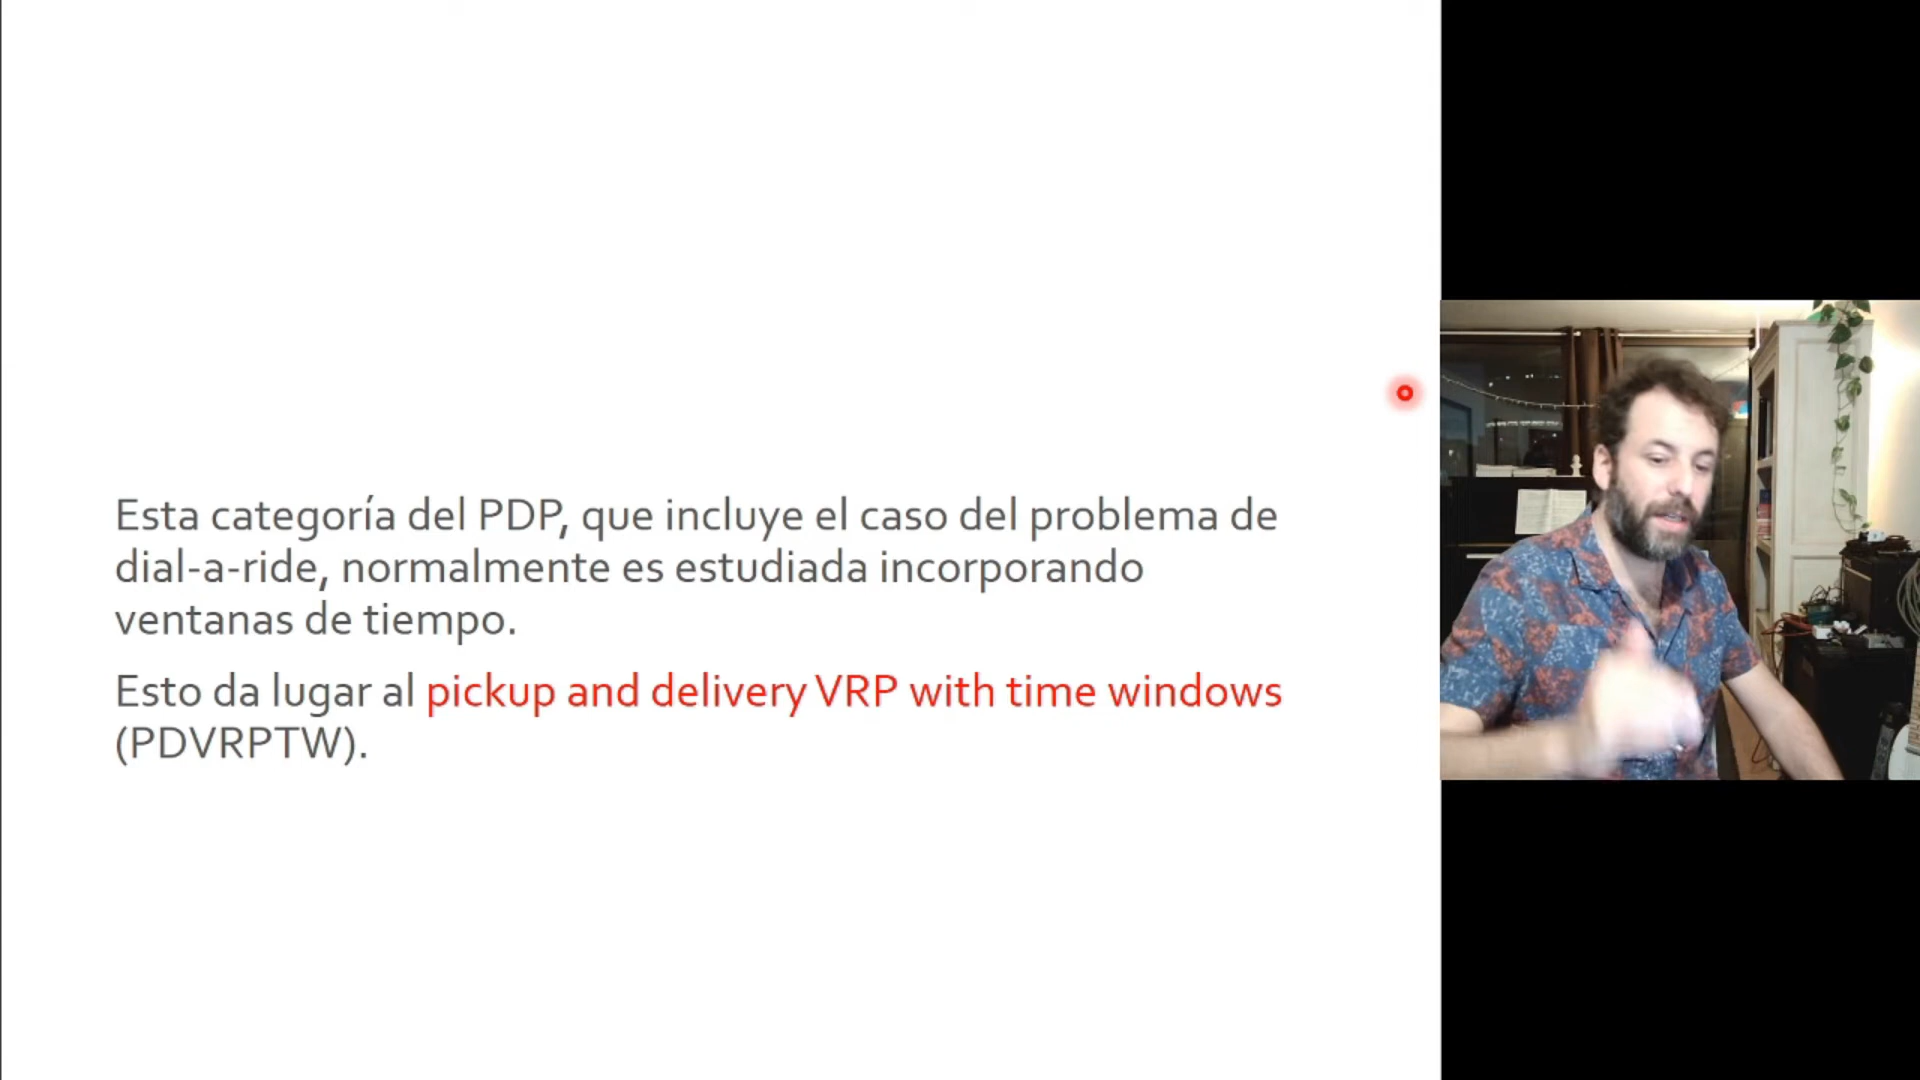 Esta categoría del PDP, que incluye el caso del problema de
dial-a-ride, normalmente es estudiada incorporando
ventanas de tiempo.
Esto da lugar al pickup and delivery VRP with time windows
(PDVRPTW).